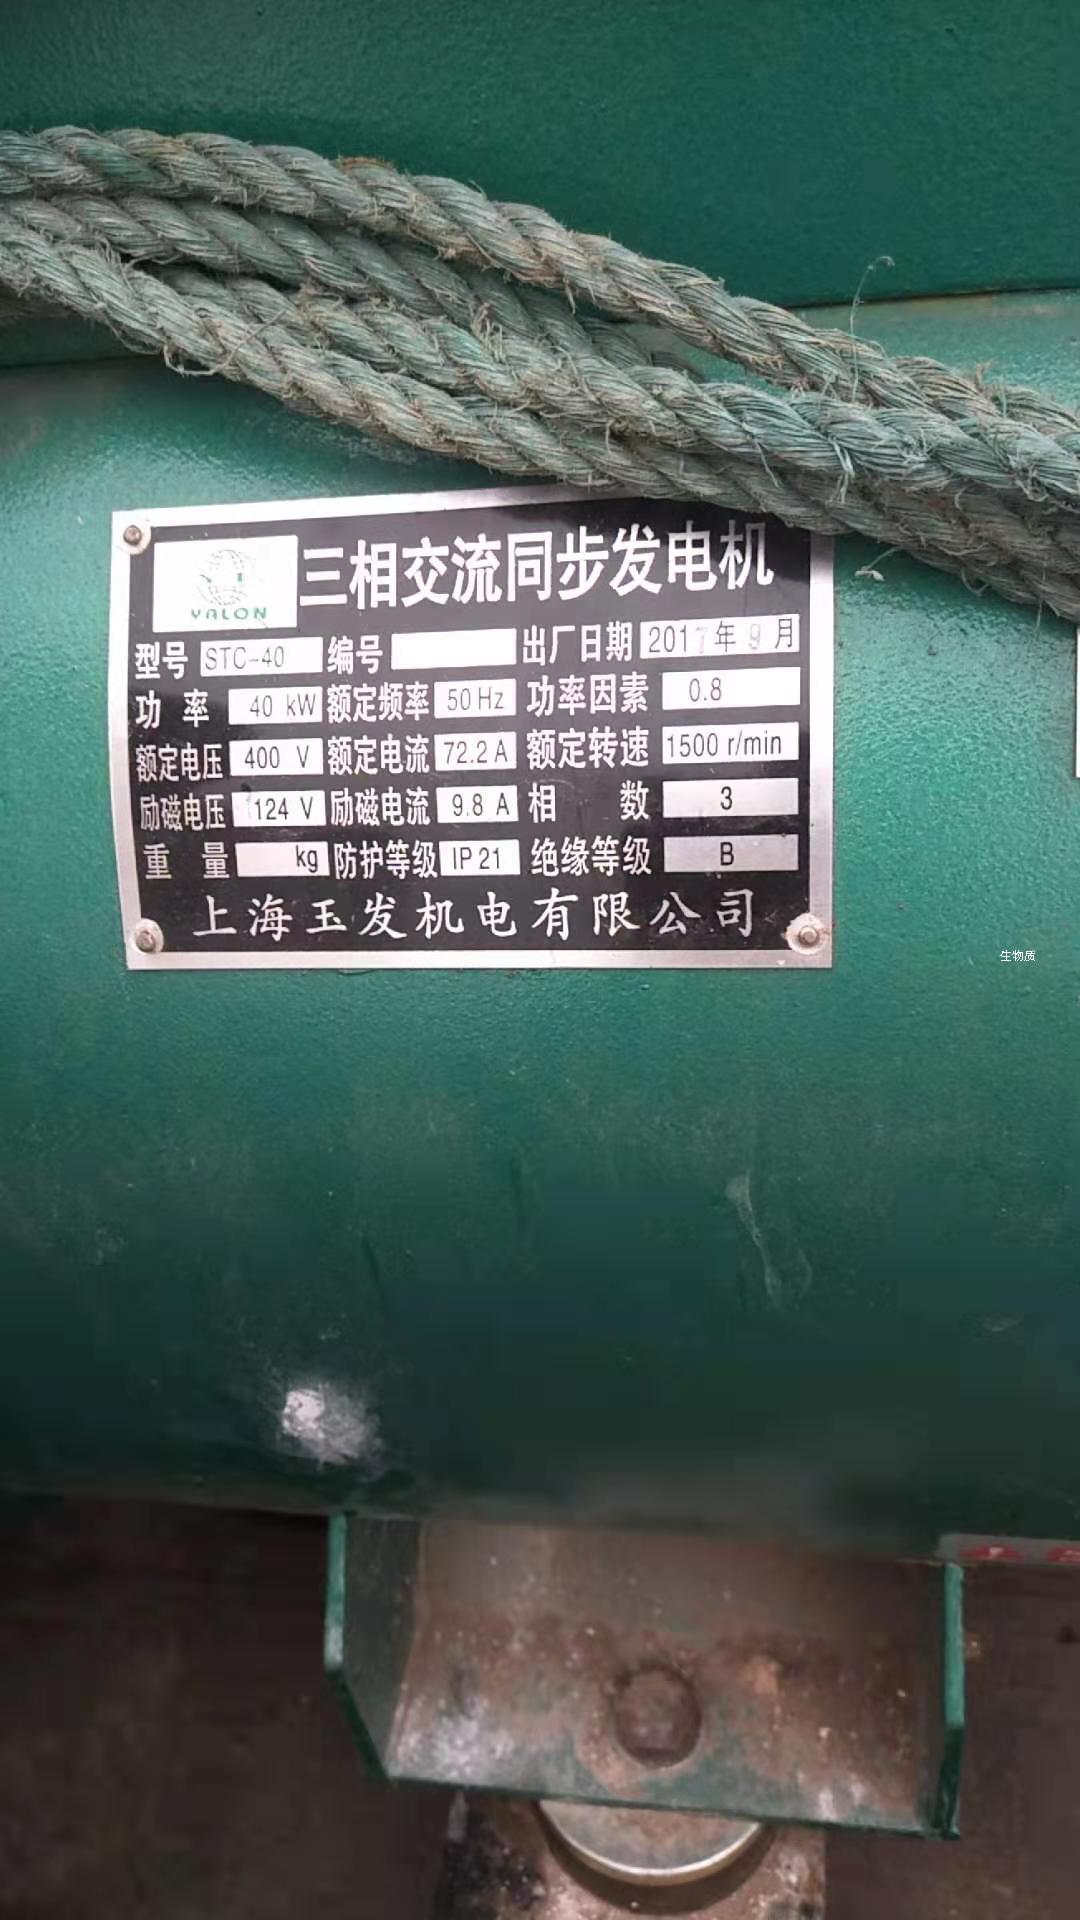 YALON
三相交流同步发电机
型号 STC-40 编号 出厂日期 2017年9月
功率 40 kW 额定频率 50 Hz 功率因素 0.8
额定电压 400 V 额定电流 72.2 A 额定转速 1500 r/min
励磁电压 124 V 励磁电流 9.8 A 相数 3
重量 kg 防护等级 IP21 绝缘等级 B
上海玉发机电有限公司
生物质